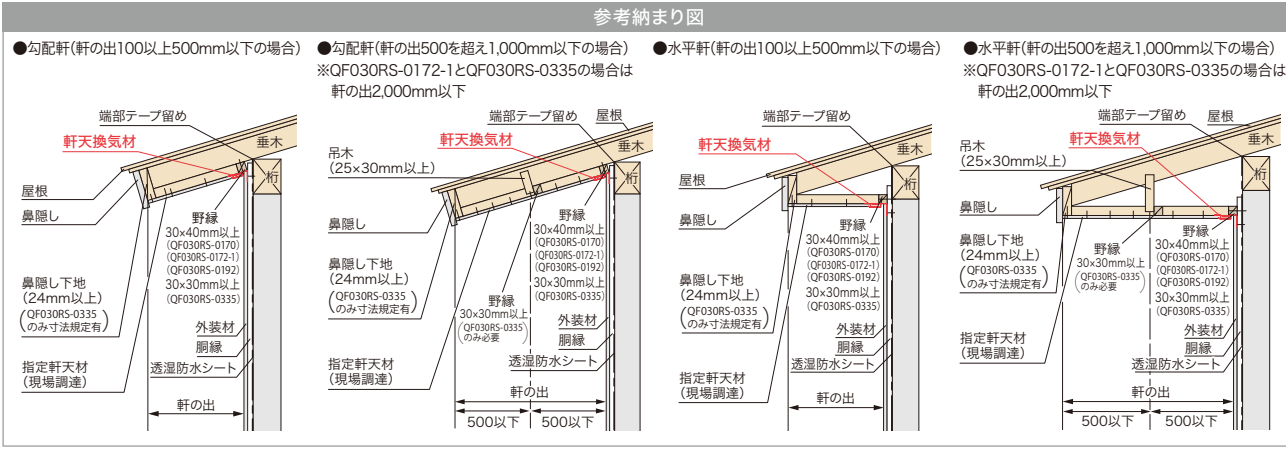 参考納まり図
●勾配軒(軒の出100以上500mm以下の場合)
端部テープ留め
軒天換気材
垂木
桁
屋根
鼻隠し
野縁
30×40mm以上
(QF030RS-0170)
(QF030RS-0172-1)
(QF030RS-0192)
30×30mm以上
(QF030RS-0335)
鼻隠し下地
(24mm以上)
(QF030RS-0335
のみ寸法規定有)
外装材
胴縁
透湿防水シート
指定軒天材
(現場調達)
軒の出
●勾配軒(軒の出500を超え1,000mm以下の場合)
※QF030RS-0172-1とQF030RS-0335の場合は
軒の出2,000mm以下
端部テープ留め
屋根
軒天換気材
垂木
吊木
(25×30mm以上)
桁
鼻隠し
野縁
30×40mm以上
(QF030RS-0170)
(QF030RS-0172-1)
(QF030RS-0192)
30×30mm以上
(QF030RS-0335)
鼻隠し下地
(24mm以上)
(QF030RS-0335
のみ寸法規定有)
野縁
30×30mm以上
(QF030RS-0335
のみ必要)
外装材
胴縁
透湿防水シート
指定軒天材
(現場調達)
軒の出
500以下
500以下
●水平軒(軒の出100以上500mm以下の場合)
端部テープ留め
軒天換気材
垂木
桁
屋根
鼻隠し
野縁
30×40mm以上
(QF030RS-0170)
(QF030RS-0172-1)
(QF030RS-0192)
30×30mm以上
(QF030RS-0335)
鼻隠し下地
(24mm以上)
(QF030RS-0335
のみ寸法規定有)
外装材
胴縁
透湿防水シート
指定軒天材
(現場調達)
軒の出
●水平軒(軒の出500を超え1,000mm以下の場合)
※QF030RS-0172-1とQF030RS-0335の場合は
軒の出2,000mm以下
端部テープ留め
屋根
軒天換気材
垂木
吊木
(25×30mm以上)
桁
鼻隠し
野縁
30×40mm以上
(QF030RS-0170)
(QF030RS-0172-1)
(QF030RS-0192)
30×30mm以上
(QF030RS-0335)
鼻隠し下地
(24mm以上)
(QF030RS-0335
のみ寸法規定有)
野縁
30×30mm以上
(QF030RS-0335
のみ必要)
外装材
胴縁
透湿防水シート
指定軒天材
(現場調達)
軒の出
500以下
500以下